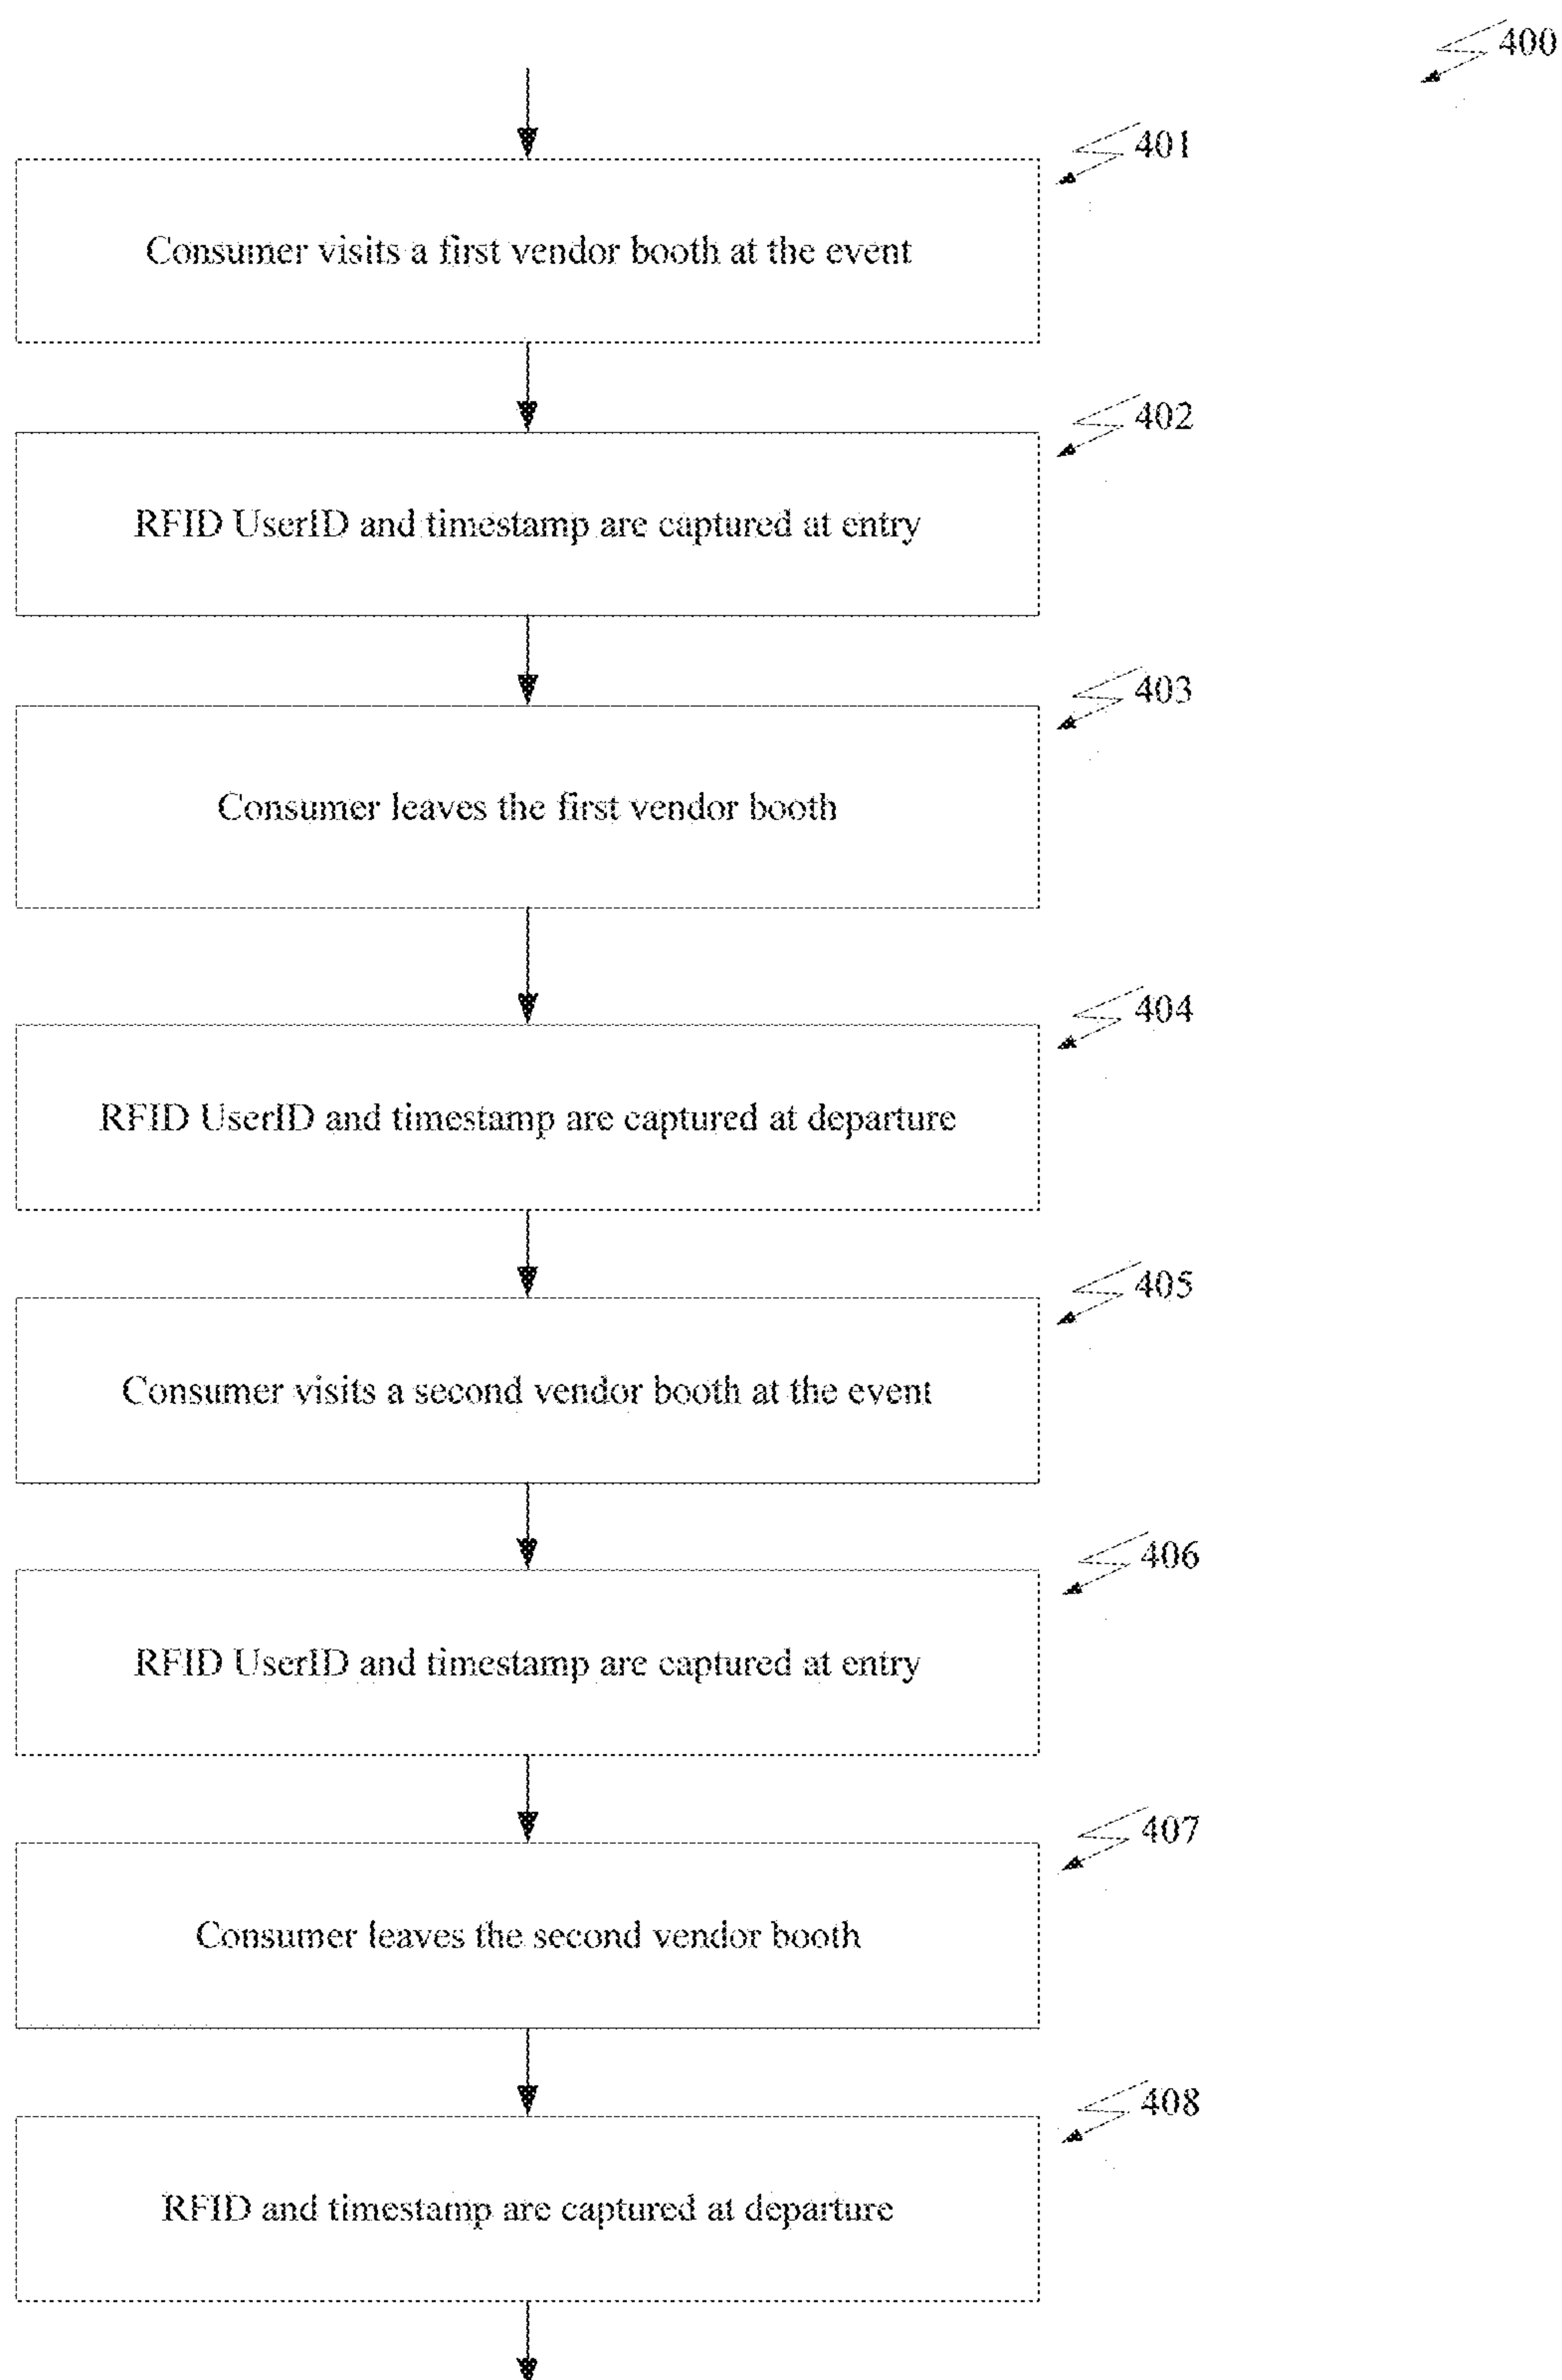 400
401
Consumer visits a first vendor booth at the event
402
RFID UserID and timestamp are captured at entry
403
Consumer leaves the first vendor booth
404
RFID UserID and timestamp are captured at departure
405
Consumer visits a second vendor booth at the event
406
RFID UserID and timestamp are captured at entry
407
Consumer leaves the second vendor booth
408
RFID and timestamp are captured at departure